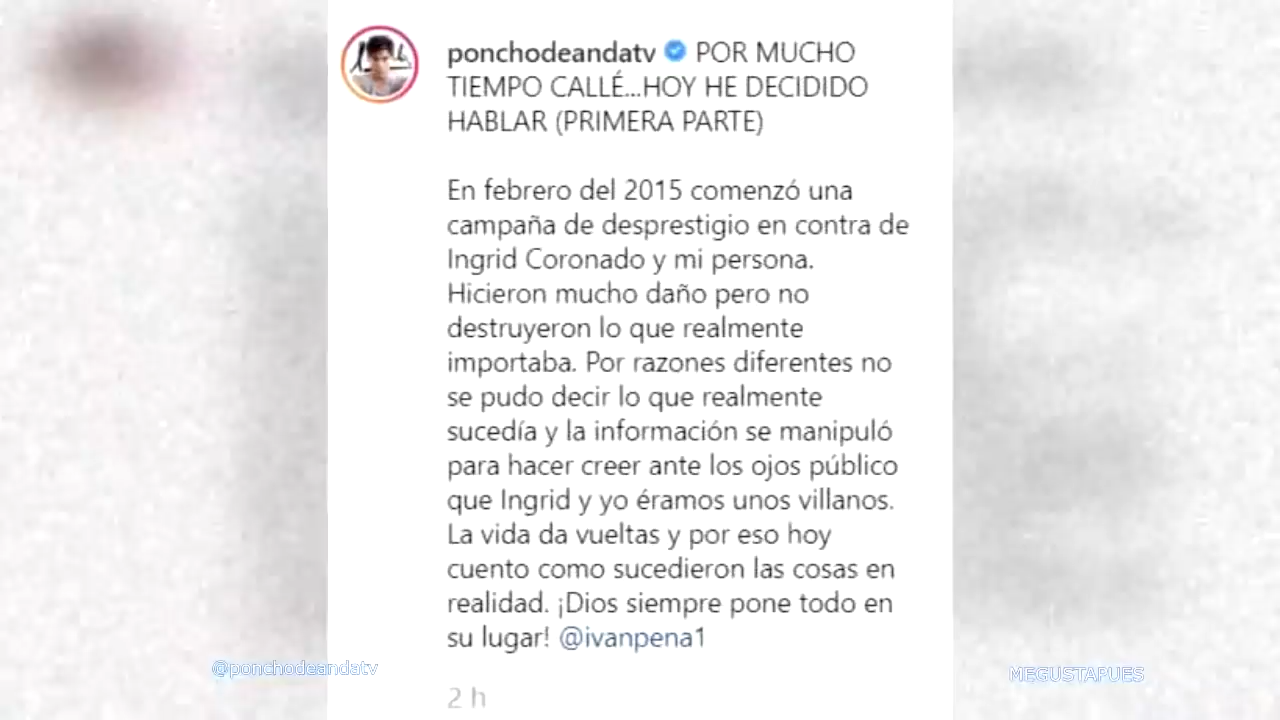 ponchodeandatv POR MUCHO
TIEMPO CALLÉ...HOY HE DECIDIDO
HABLAR (PRIMERA PARTE)
En febrero del 2015 comenzó una
campaña de desprestigio en contra de
Ingrid Coronado y mi persona.
Hicieron mucho daño pero no
destruyeron lo que realmente
importaba. Por razones diferentes no
se pudo decir lo que realmente
sucedía y la información se manipuló
para hacer creer ante los ojos público
que Ingrid y yo éramos unos villanos.
La vida da vueltas y por eso hoy
cuento como sucedieron las cosas en
realidad. ¡Dios siempre pone todo en
su lugar! @ivanpena1
2 h
@ponchodeandatv
MEGUSTAPUES